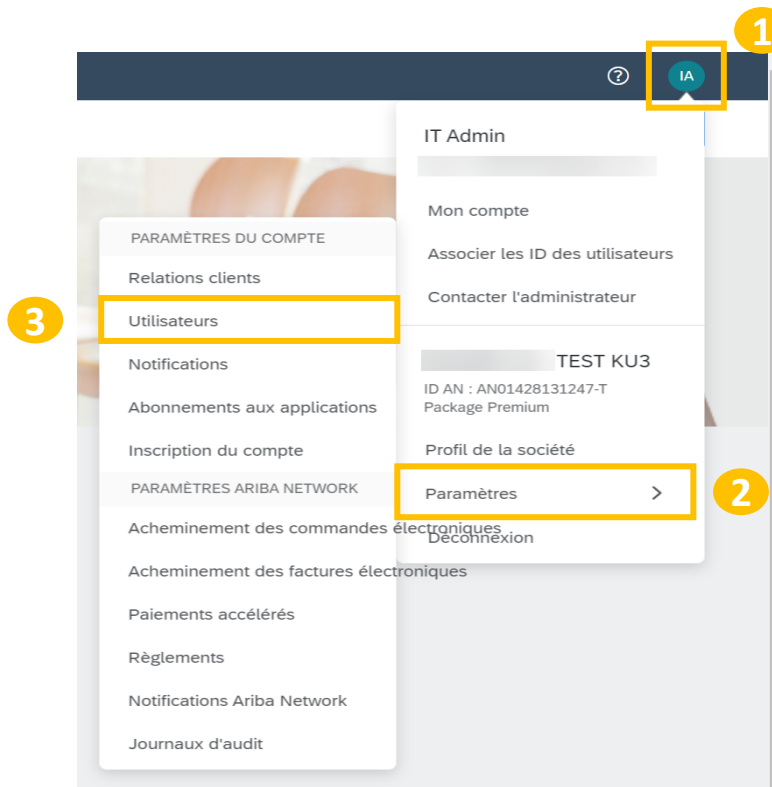 1
IA
IT Admin
Mon compte
Associer les ID des utilisateurs
Contacter l'administrateur
TEST KU3
ID AN : AN01428131247-T
Package Premium
Profil de la société
Paramètres
2
Déconnexion
PARAMÈTRES DU COMPTE
Relations clients
3
Utilisateurs
Notifications
Abonnements aux applications
Inscription du compte
PARAMÈTRES ARIBA NETWORK
Acheminement des commandes électroniques
Acheminement des factures électroniques
Paiements accélérés
Règlements
Notifications Ariba Network
Journaux d'audit